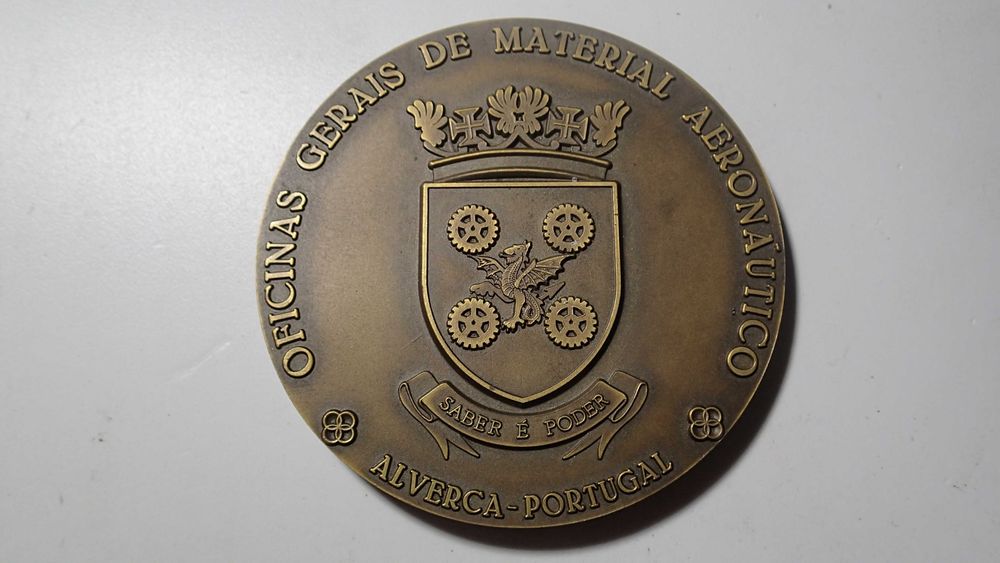 OFICINAS GERAIS DE MATERIAL AERONÁUTICO
SABER É PODER
ALVERCA-PORTUGAL